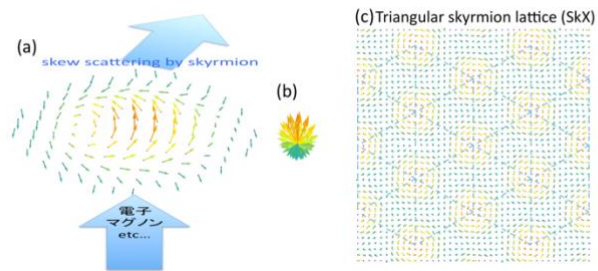 (a)
skew scattering by skyrmion
(b)
電子
マグノン
etc...
(c) Triangular skyrmion lattice (SkX)